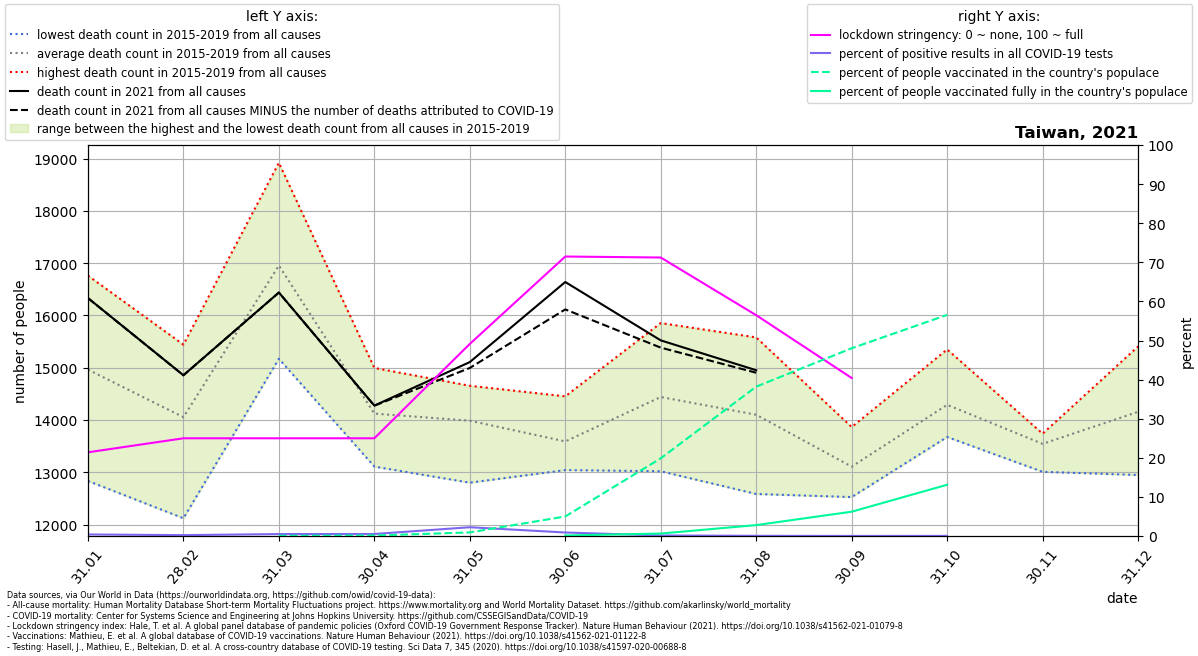 left Y axis:
lowest death count in 2015-2019 from all causes
average death count in 2015-2019 from all causes
highest death count in 2015-2019 from all causes
death count in 2021 from all causes
death count in 2021 from all causes MINUS the number of deaths attributed to COVID-19
range between the highest and the lowest death count from all causes in 2015-2019
right Y axis:
lockdown stringency: 0 ~ none, 100 ~ full
percent of positive results in all COVID-19 tests
percent of people vaccinated in the country's populace
percent of people vaccinated fully in the country's populace
Taiwan, 2021
number of people
19000
18000
17000
16000
15000
14000
13000
12000
100
90
80
70
60
50
40
30
20
10
0
percent
31.01
28.02
31.03
30.04
31.05
30.06
31.07
31.08
30.09
31.10
30.11
31.12
date
Data sources, via Our World in Data (https://ourworldindata.org, https://github.com/owid/covid-19-data):
- All-cause mortality: Human Mortality Database Short-term Mortality Fluctuations project. https://www.mortality.org and World Mortality Dataset. https://github.com/akarlinsky/world_mortality
- COVID-19 mortality: Center for Systems Science and Engineering at Johns Hopkins University. https://github.com/CSSEGISandData/COVID-19
- Lockdown stringency index: Hale, T. et al. A global panel database of pandemic policies (Oxford COVID-19 Government Response Tracker). Nature Human Behaviour (2021). https://doi.org/10.1038/s41562-021-01079-8
- Vaccinations: Mathieu, E. et al. A global database of COVID-19 vaccinations. Nature Human Behaviour (2021). https://doi.org/10.1038/s41562-021-01122-8
- Testing: Hasell, J., Mathieu, E., Beltekian, D. et al. A cross-country database of COVID-19 testing. Sci Data 7, 345 (2020). https://doi.org/10.1038/s41597-020-00688-8